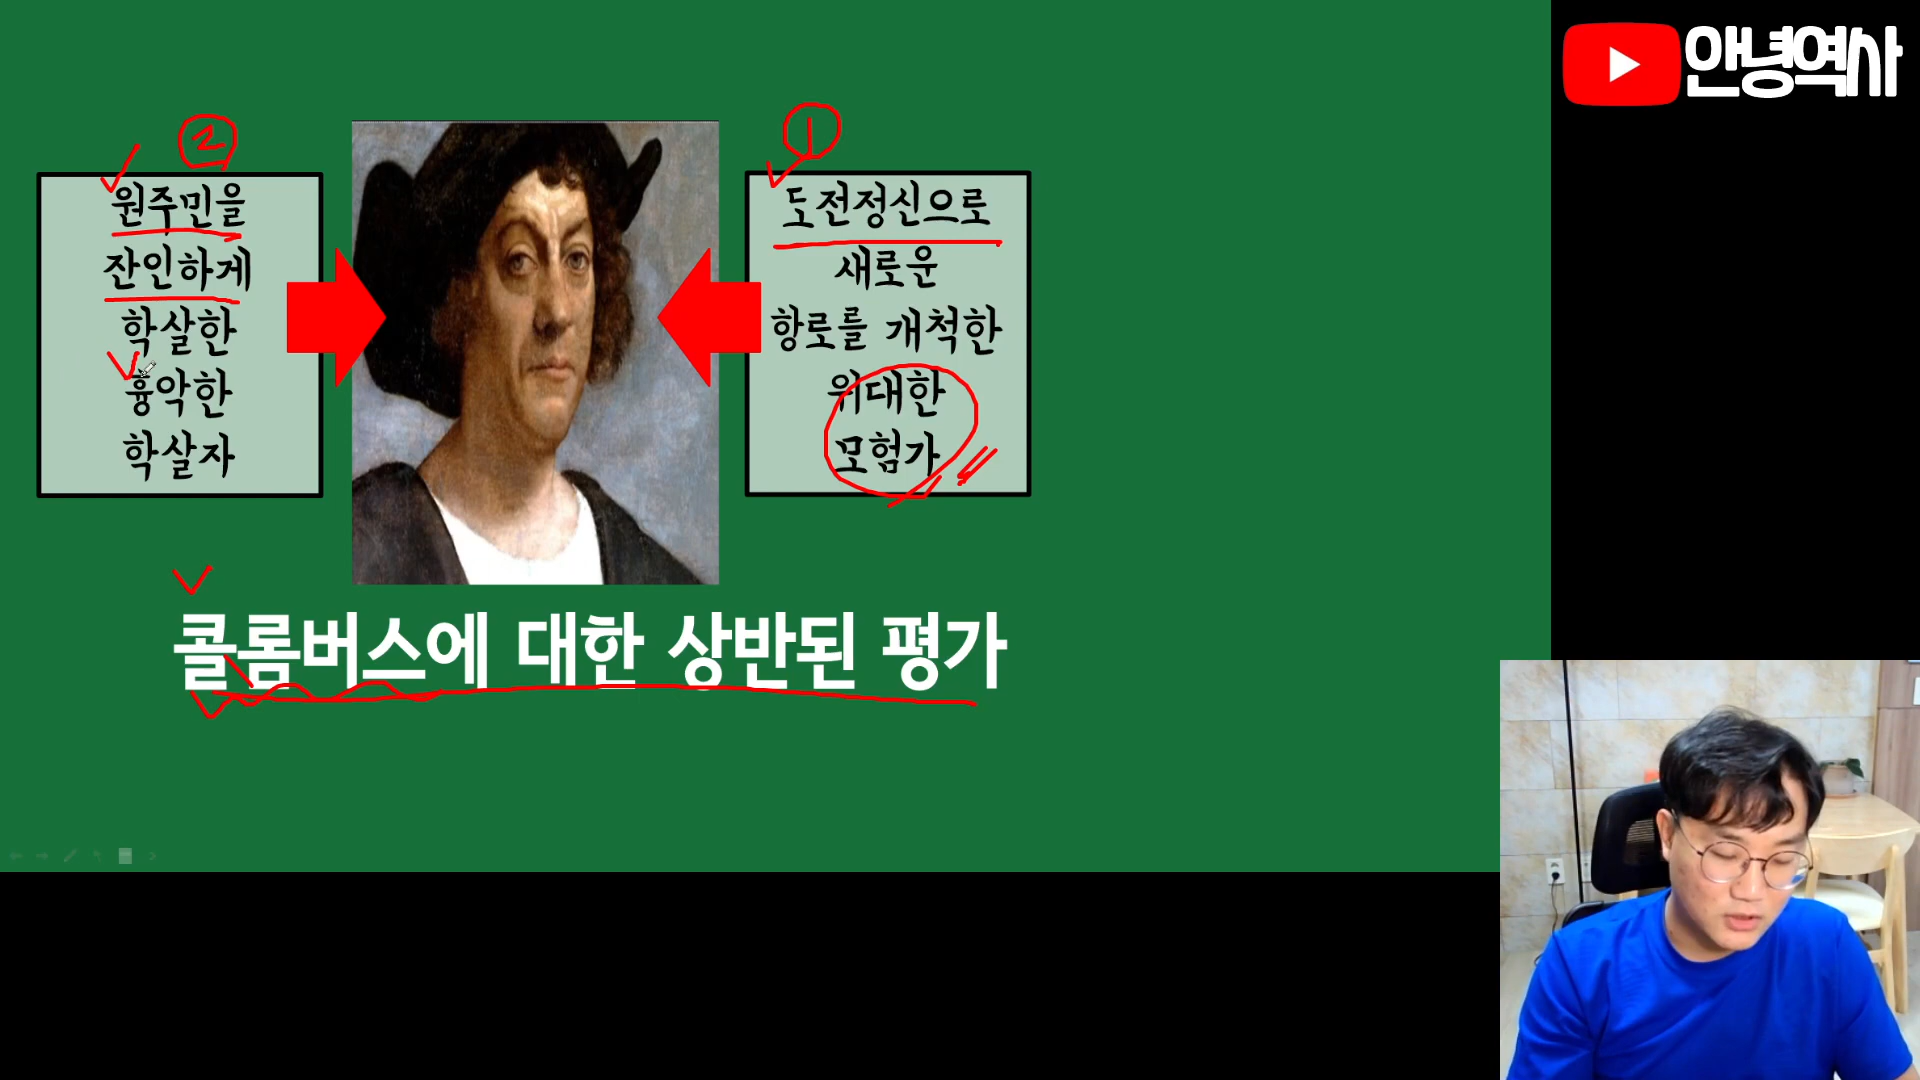 안녕역사
2
1
원주민을
잔인하게
학살한
흉악한
학살자
도전정신으로
새로운
항로를 개척한
위대한
모험가
콜롬버스에 대한 상반된 평가